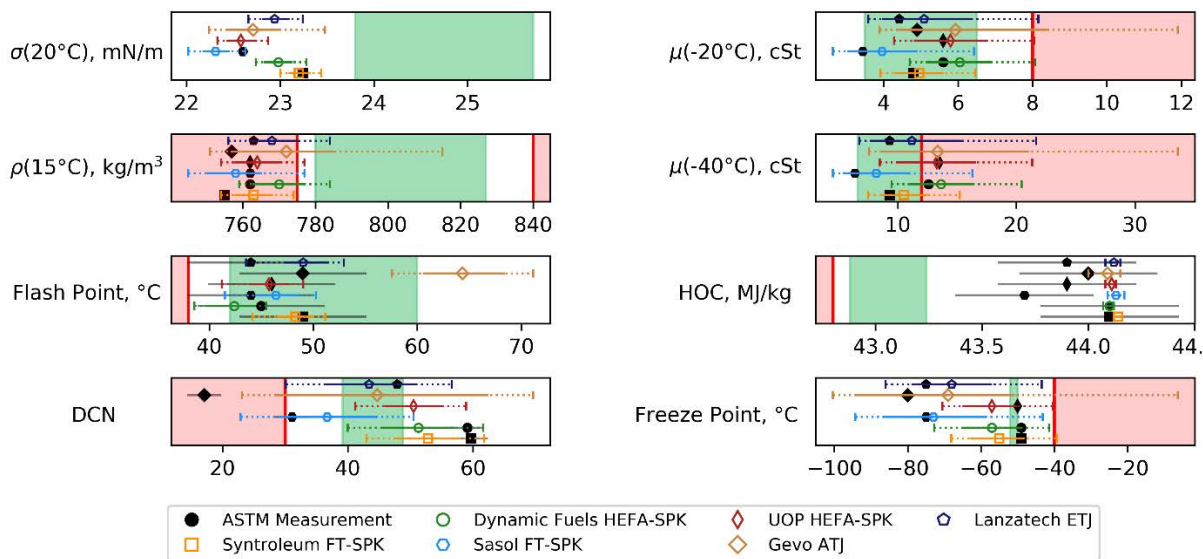 σ(20°C), mN/m
22 23 24 25
μ(-20°C), cSt
4 6 8 10 12
ρ(15°C), kg/m³
760 780 800 820 840
μ(-40°C), cSt
10 20 30
Flash Point, °C
40 50 60 70
HOC, MJ/kg
43.0 43.5 44.0 44.
DCN
20 40 60
Freeze Point, °C
−100 −80 −60 −40 −20
ASTM Measurement Dynamic Fuels HEFA-SPK UOP HEFA-SPK Lanzatech ETJ
Syntroleum FT-SPK Sasol FT-SPK Gevo ATJ